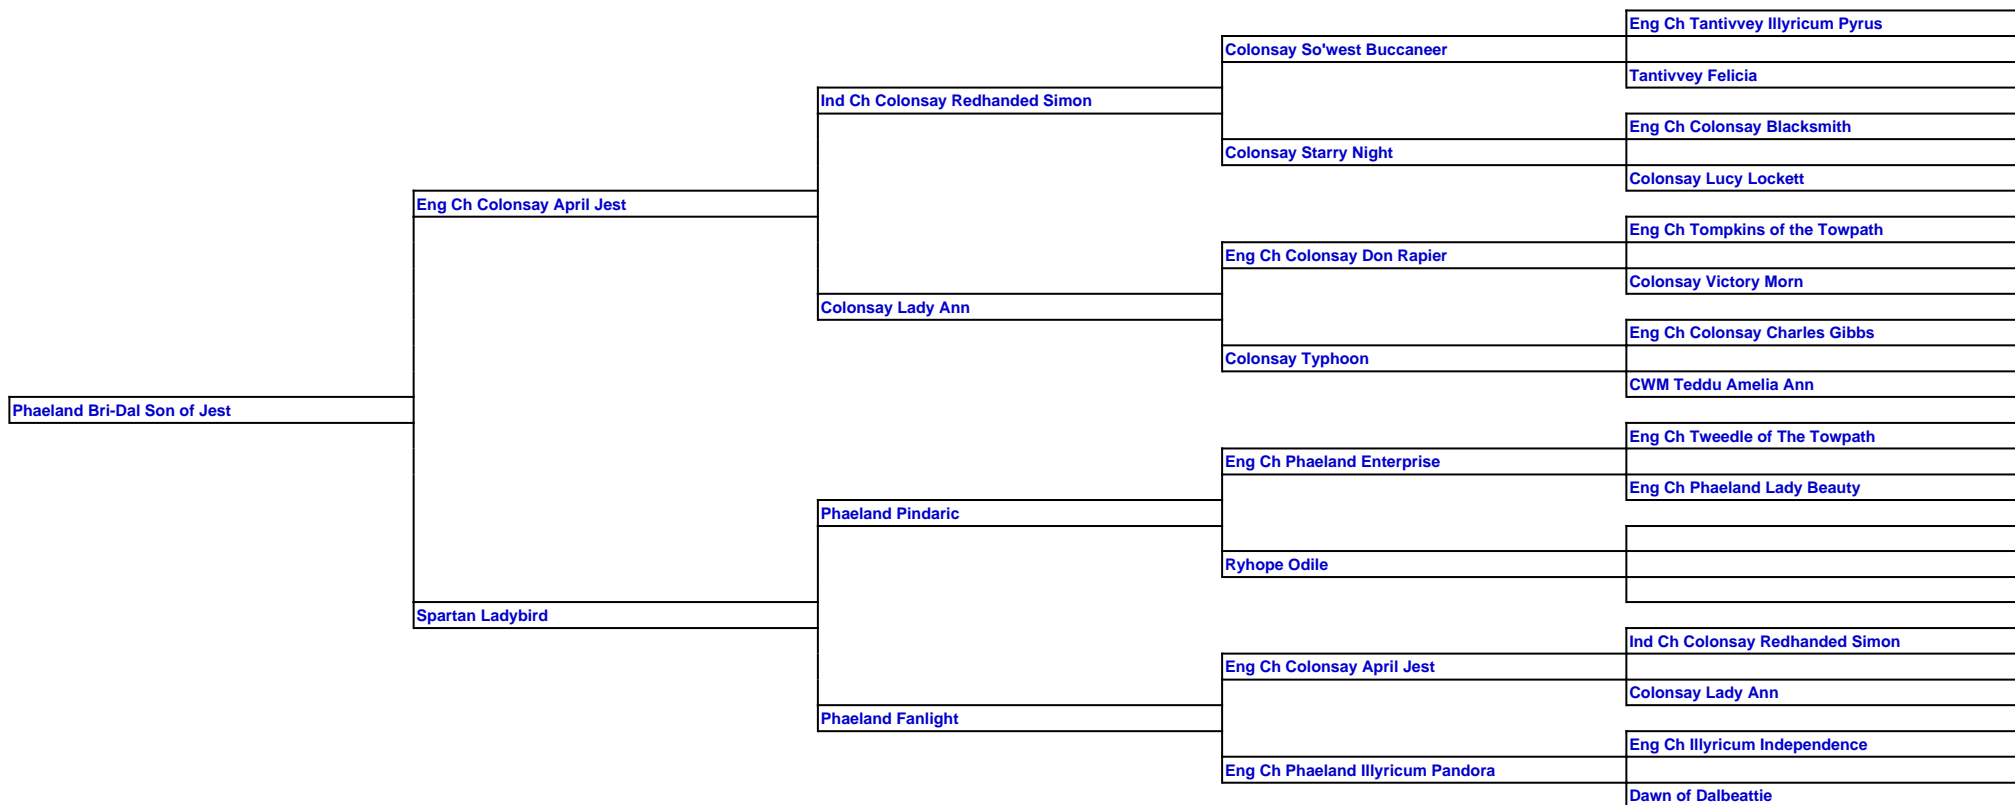 Eng Ch Tantivvey Illyricum Pyrus
Colonsay So'west Buccaneer
Tantivvey Felicia
Ind Ch Colonsay Redhanded Simon
Eng Ch Colonsay Blacksmith
Colonsay Starry Night
Colonsay Lucy Lockett
Eng Ch Colonsay April Jest
Eng Ch Tompkins of the Towpath
Eng Ch Colonsay Don Rapier
Colonsay Victory Morn
Colonsay Lady Ann
Eng Ch Colonsay Charles Gibbs
Colonsay Typhoon
CWM Teddu Amelia Ann
Phaeland Bri-Dal Son of Jest
Eng Ch Tweedle of The Towpath
Eng Ch Phaeland Enterprise
Eng Ch Phaeland Lady Beauty
Phaeland Pindaric
Ryhope Odile
Spartan Ladybird
Ind Ch Colonsay Redhanded Simon
Eng Ch Colonsay April Jest
Colonsay Lady Ann
Phaeland Fanlight
Eng Ch Illyricum Independence
Eng Ch Phaeland Illyricum Pandora
Dawn of Dalbeattie